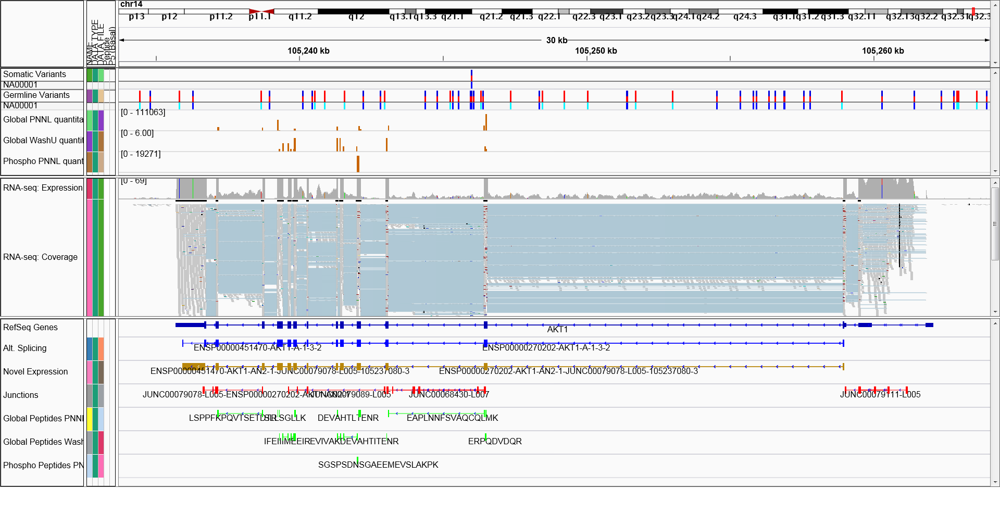 chr14
p13 p12 p11.2 p11.1 q11.2 q12 q13.1 q13.3 q21.1 q21.2 q21.3 q22.1 q22.3 q23.1 q23.2 q23.3 q24.1 q24.2 q24.3 q31.1 q31.2 q31.3 q32.11 q32.13 q32.2 q32.31 q32.3
NAME
DATA TYPE
DATA FILE
Peptide
P5 (Basal)
30 kb
105,240 kb 105,250 kb 105,260 kb
Somatic Variants
NA00001
Germline Variants
NA00001
[0 - 111063]
Global PNNL quantita
[0 - 6.00]
Global WashU quantit
[0 - 19271]
Phospho PNNL quant
[0 - 69]
RNA-seq: Expression
RNA-seq: Coverage
RefSeq Genes
AKT1
Alt. Splicing
ENSP00000451470-AKT1-A-1-3-2 ENSP00000270202-AKT1-A-1-3-2
Novel Expression
ENSP00000451470-AKT1-AN2-1-JUNC00079078-L005-105237080-3 ENSP00000270202-AKT1-AN2-1-JUNC00079078-L005-105237080-3
Junctions
JUNC00079078-L005-ENSP00000270202-AKT1-AN2-1 JUNC00079089-L005 JUNC00068430-L007 JUNC00079111-L005
Global Peptides PNNI
LSPPFKPQVTSETD LLSGLLK DEVAHTLTENR EAPLNNFSVAQCQLMK
Global Peptides Wash
EVIVAKDEVAHTITENR ERPQDVDQR
Phospho Peptides PN
SGSPSDNSGAEEMEVSLAKPK